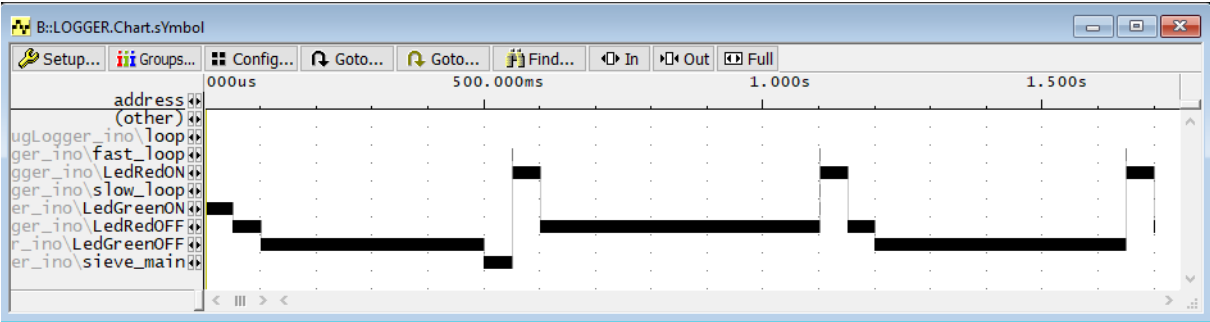 B::LOGGER.Chart.sYmbol
Setup... Groups... Config... Goto... Goto... Find... In Out Full
000us 500.000ms 1.000s 1.500s
address
(other)
ugLogger_ino\loop
ger_ino\fast_loop
gger_ino\LedRedON
ger_ino\slow_loop
er_ino\LedGreenON
ger_ino\LedRedOFF
r_ino\LedGreenOFF
er_ino\sieve_main